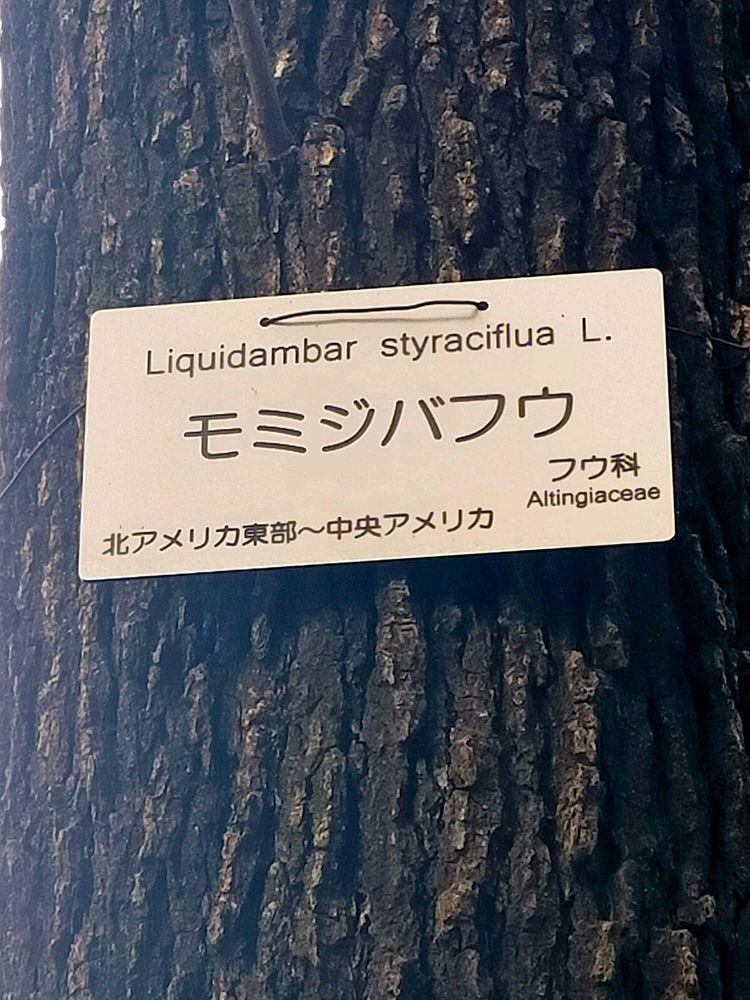 Liquidambar styraciflua L.
モミジバフウ
フウ科
Altingiaceae
北アメリカ東部～中央アメリカ